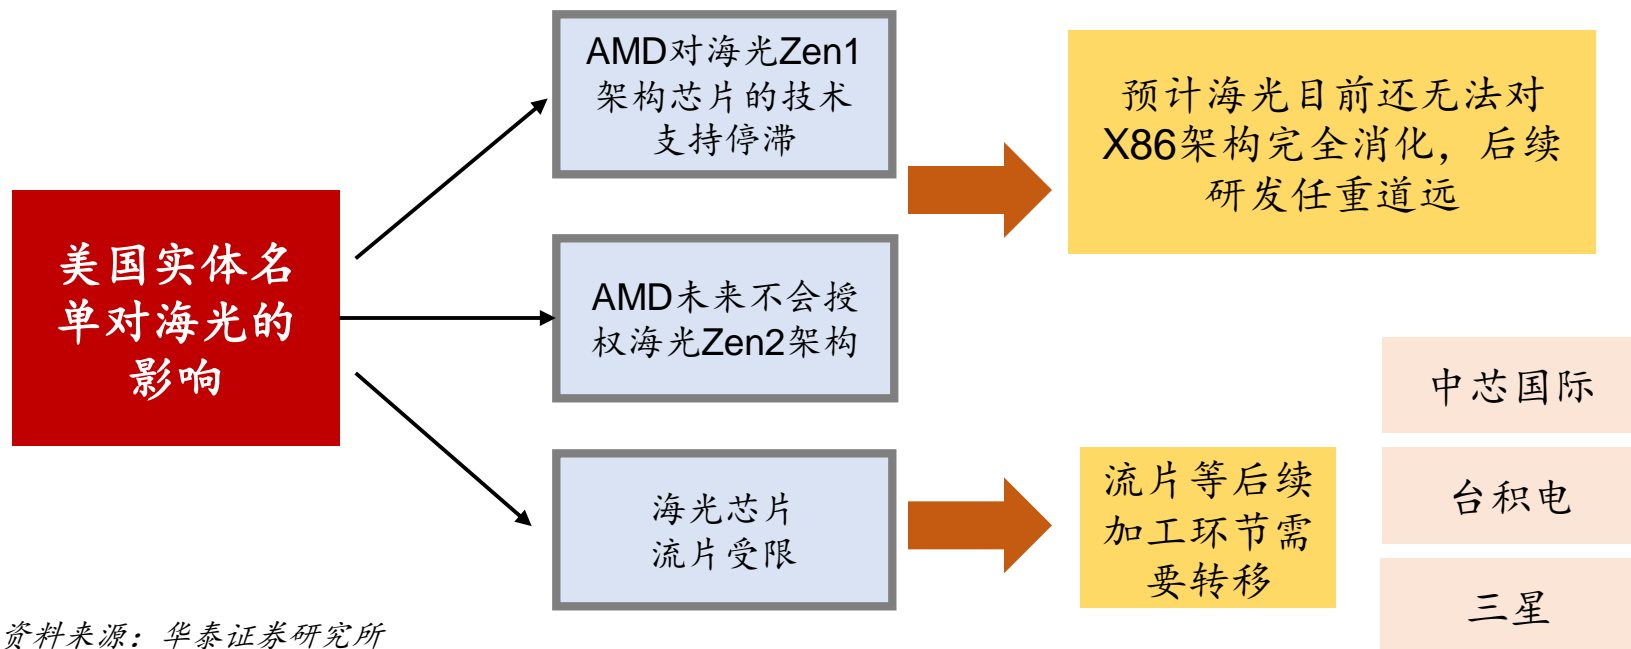 美国实体名
单对海光的
影响
AMD对海光Zen1
架构芯片的技术
支持停滞
AMD未来不会授
权海光Zen2架构
海光芯片
流片受限
预计海光目前还无法对
X86架构完全消化，后续
研发任重道远
流片等后续
加工环节需
要转移
中芯国际
台积电
三星
资料来源：华泰证券研究所